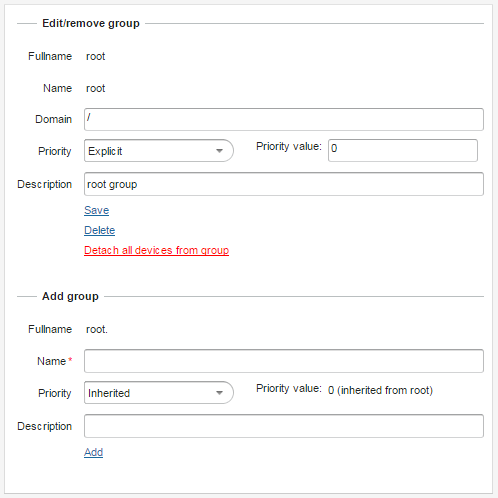 Edit/remove group
Fullname root
Name root
Domain /
Priority Explicit Priority value: 0
Description root group
Save
Delete
Detach all devices from group
Add group
Fullname root.
Name*
Priority Inherited Priority value: 0 (inherited from root)
Description
Add